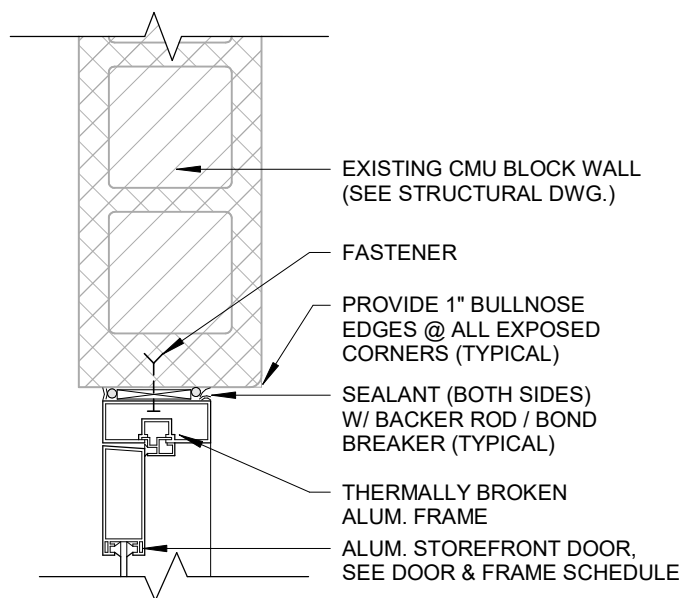 EXISTING CMU BLOCK WALL
(SEE STRUCTURAL DWG.)
FASTENER
PROVIDE 1" BULLNOSE
EDGES @ ALL EXPOSED
CORNERS (TYPICAL)
SEALANT (BOTH SIDES)
W/ BACKER ROD / BOND
BREAKER (TYPICAL)
THERMALLY BROKEN
ALUM. FRAME
ALUM. STOREFRONT DOOR,
SEE DOOR & FRAME SCHEDULE